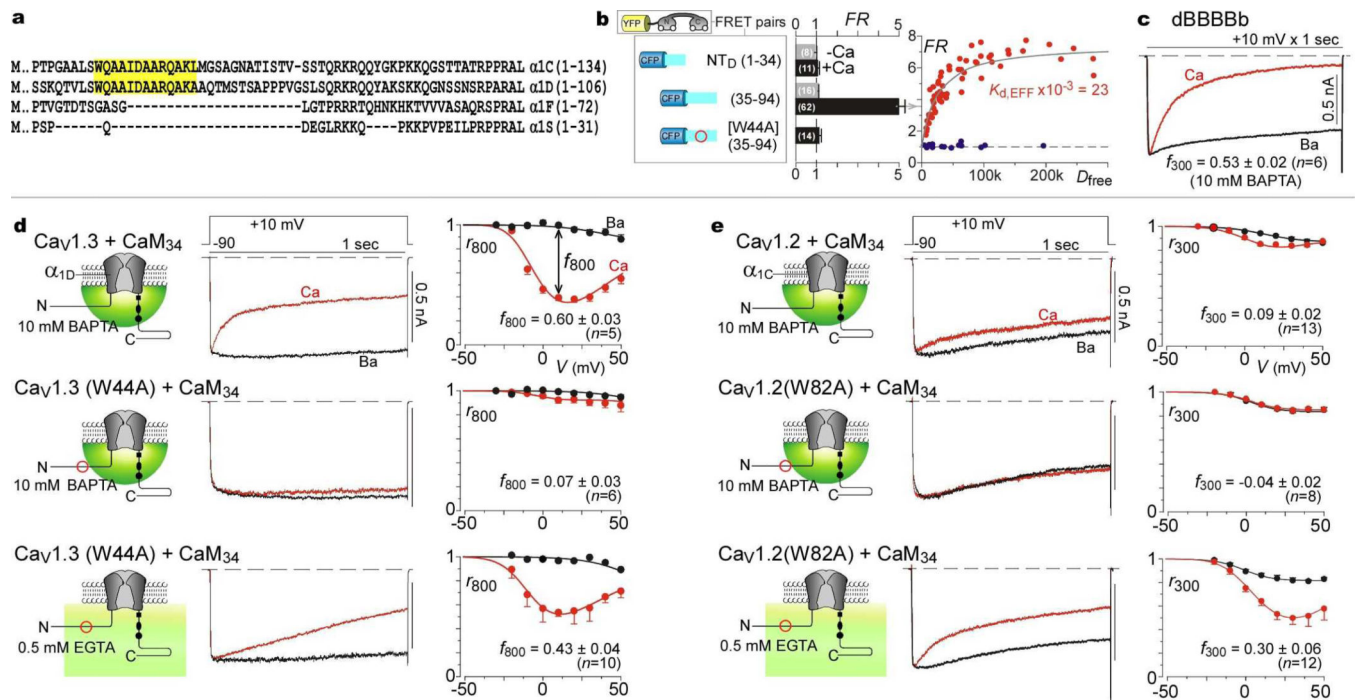 a
M..PTPGAALSWQAAIDAARQAKLMGSAGNATISTV-SSTQRKRQQYGKPKKQGSTTATRPPRAL α1C(1-134)
M..SSKQTVLSWQAAIDAARQAKAAQTMSTSAPPPVGSLSQRKRQQYAKSKKQGNSSNSRPARAL α1D(1-106)
M..PTVGTDTSGASG---------------------LGTPRRRTQHNKHKTVVVASAQRSPRAL α1F(1-72)
M..PSP------Q-----------------------DEGLRKKQ----PKKPVPEILRPPRAL α1S(1-31)
b
YFP N C FRET pairs
CFP NTD (1-34)
CFP (35-94)
CFP [W44A] (35-94)
0 1 FR 5
(8) -Ca
(11) +Ca
(16)
(62)
(14)
0 1 5
8 FR
6
4
2
0
Kd,EFF x10-3 = 23
100k 200k Dfree
c dBBBBb
+10 mV x 1 sec
Ca
0.5 nA
Ba
f300 = 0.53 ± 0.02 (n=6)
(10 mM BAPTA)
d
CaV1.3 + CaM34
α1D
N
10 mM BAPTA
C
+10 mV
-90 1 sec
Ca
Ba
0.5 nA
1 Ba
r800
f800
Ca
f800 = 0.60 ± 0.03
(n=5)
0
-50 0 50
V (mV)
CaV1.3 (W44A) + CaM34
N
10 mM BAPTA
C
1
r800
f800 = 0.07 ± 0.03
(n=6)
0
-50 0 50
CaV1.3 (W44A) + CaM34
N
0.5 mM EGTA
C
1
r800
f800 = 0.43 ± 0.04
(n=10)
0
-50 0 50
e
CaV1.2 + CaM34
α1C
N
10 mM BAPTA
C
+10 mV
-90 1 sec
Ca
Ba
0.5 nA
1
r300
f300 = 0.09 ± 0.02
(n=13)
0
-50 0 50
V (mV)
CaV1.2(W82A) + CaM34
N
10 mM BAPTA
C
1
r300
f300 = -0.04 ± 0.02
(n=8)
0
-50 0 50
CaV1.2(W82A) + CaM34
N
0.5 mM EGTA
C
1
r300
f300 = 0.30 ± 0.06
(n=12)
0
-50 0 50